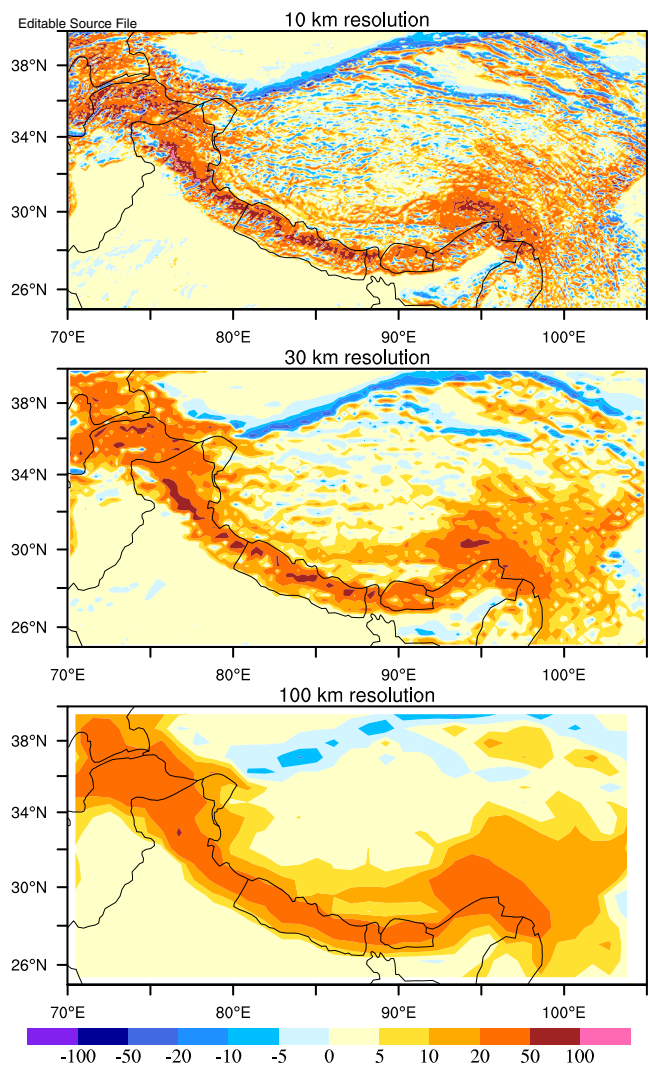 Editable Source File
10 km resolution
38°N
34°N
30°N
26°N
70°E 80°E 90°E 100°E
30 km resolution
38°N
34°N
30°N
26°N
70°E 80°E 90°E 100°E
100 km resolution
38°N
34°N
30°N
26°N
70°E 80°E 90°E 100°E
-100 -50 -20 -10 -5 0 5 10 20 50 100